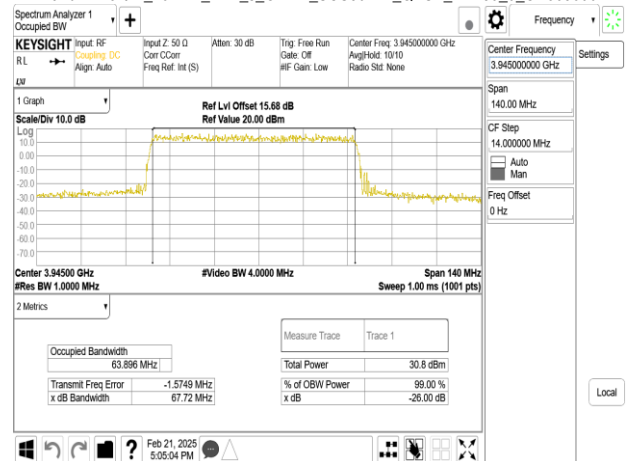 Spectrum Analyzer 1
Occupied BW
Frequency
KEYSIGHT
Input: RF
Coupling: DC
Align: Auto
Input Z: 50 Ω
Corr CCorr
Freq Ref: Int (S)
Atten: 30 dB
Trig: Free Run
Gate: Off
#IF Gain: Low
Center Freq: 3.945000000 GHz
Avg|Hold: 10/10
Radio Std: None
RL
Center Frequency
3.945000000 GHz
Settings
Span
140.00 MHz
CF Step
14.000000 MHz
Auto
Man
Freq Offset
0 Hz
1 Graph
Scale/Div 10.0 dB
Ref Lvl Offset 15.68 dB
Ref Value 20.00 dBm
Log
10.0
0.00
-10.0
-20.0
-30.0
-40.0
-50.0
-60.0
-70.0
Center 3.94500 GHz
#Video BW 4.0000 MHz
Span 140 MHz
#Res BW 1.0000 MHz
Sweep 1.00 ms (1001 pts)
2 Metrics
Measure Trace
Trace 1
Occupied Bandwidth
63.896 MHz
Total Power
30.8 dBm
Transmit Freq Error
-1.5749 MHz
% of OBW Power
99.00 %
x dB Bandwidth
67.72 MHz
x dB
-26.00 dB
Local
Feb 21, 2025
5:05:04 PM